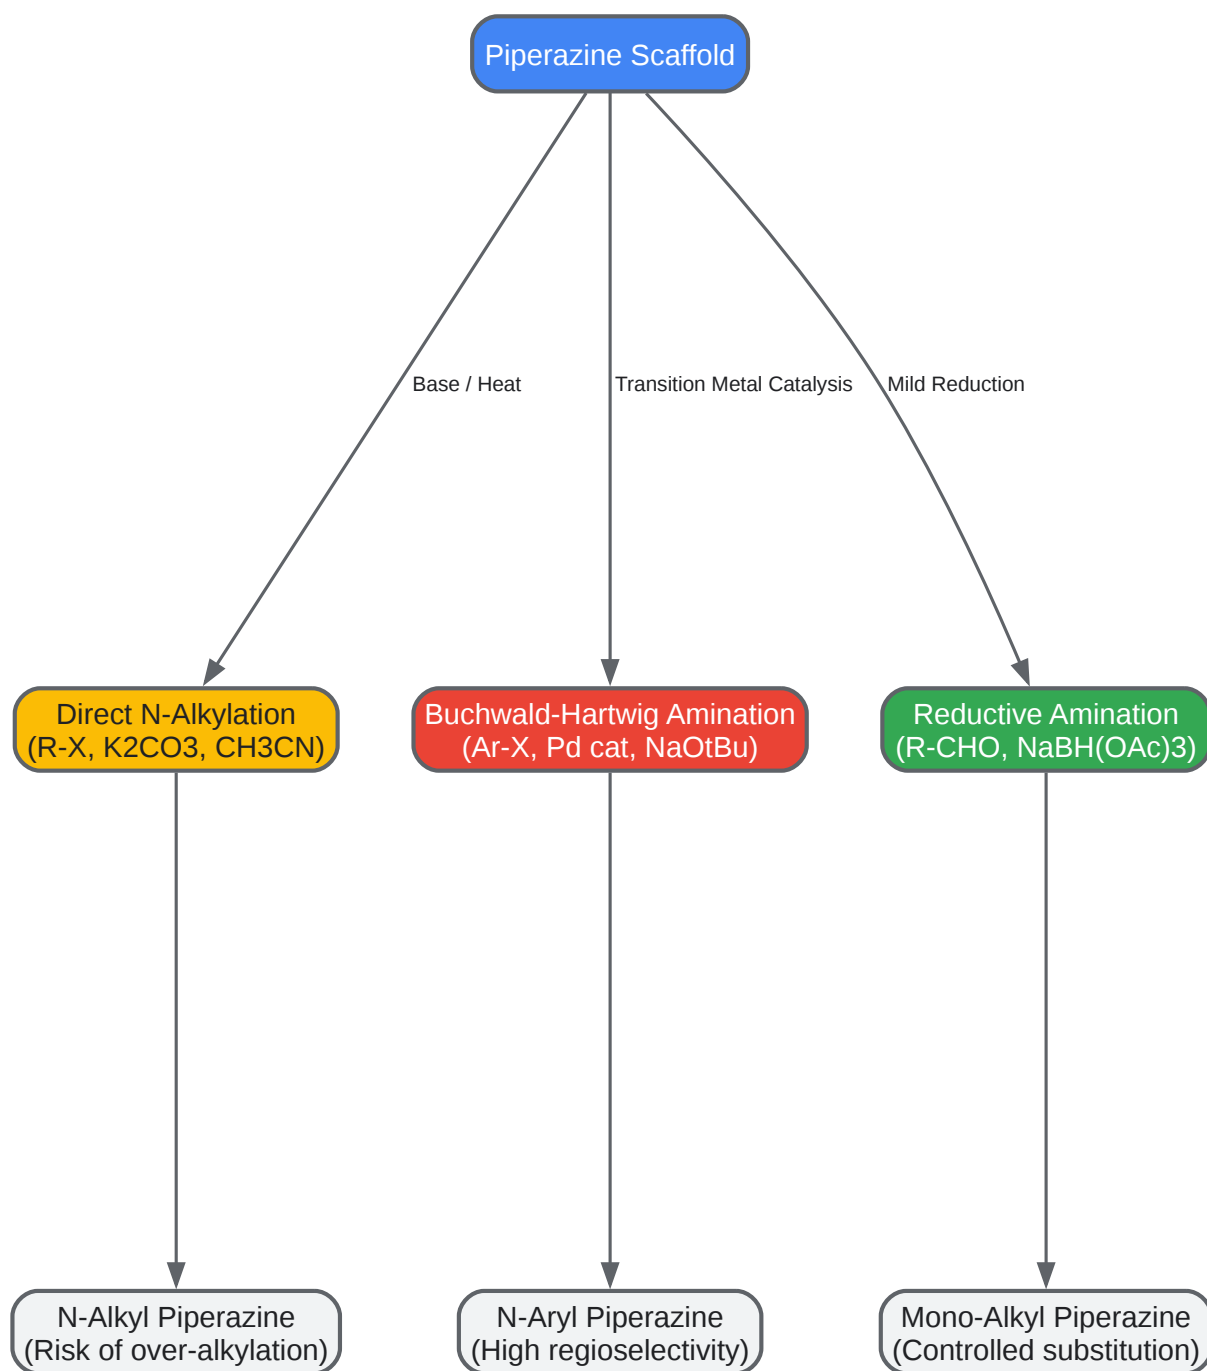 Piperazine Scaffold
Base / Heat
Transition Metal Catalysis
Mild Reduction
Direct N-Alkylation
(R-X, K2CO3, CH3CN)
Buchwald-Hartwig Amination
(Ar-X, Pd cat, NaOtBu)
Reductive Amination
(R-CHO, NaBH(OAc)3)
N-Alkyl Piperazine
(Risk of over-alkylation)
N-Aryl Piperazine
(High regioselectivity)
Mono-Alkyl Piperazine
(Controlled substitution)